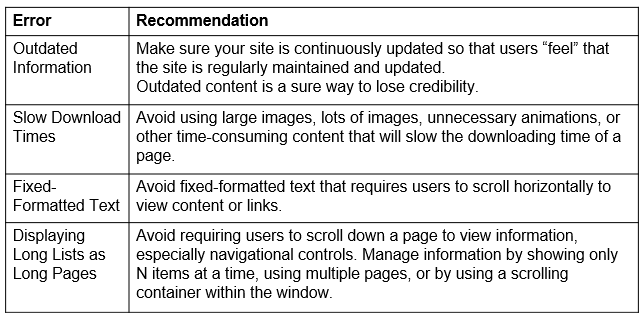 Error Recommendation
Outdated Information
Make sure your site is continuously updated so that users “feel” that
the site is regularly maintained and updated.
Outdated content is a sure way to lose credibility.
Slow Download
Times
Avoid using large images, lots of images, unnecessary animations, or
other time-consuming content that will slow the downloading time of a
page.
Fixed-
Formatted Text
Avoid fixed-formatted text that requires users to scroll horizontally to
view content or links.
Displaying
Long Lists as
Long Pages
Avoid requiring users to scroll down a page to view information,
especially navigational controls. Manage information by showing only
N items at a time, using multiple pages, or by using a scrolling
container within the window.